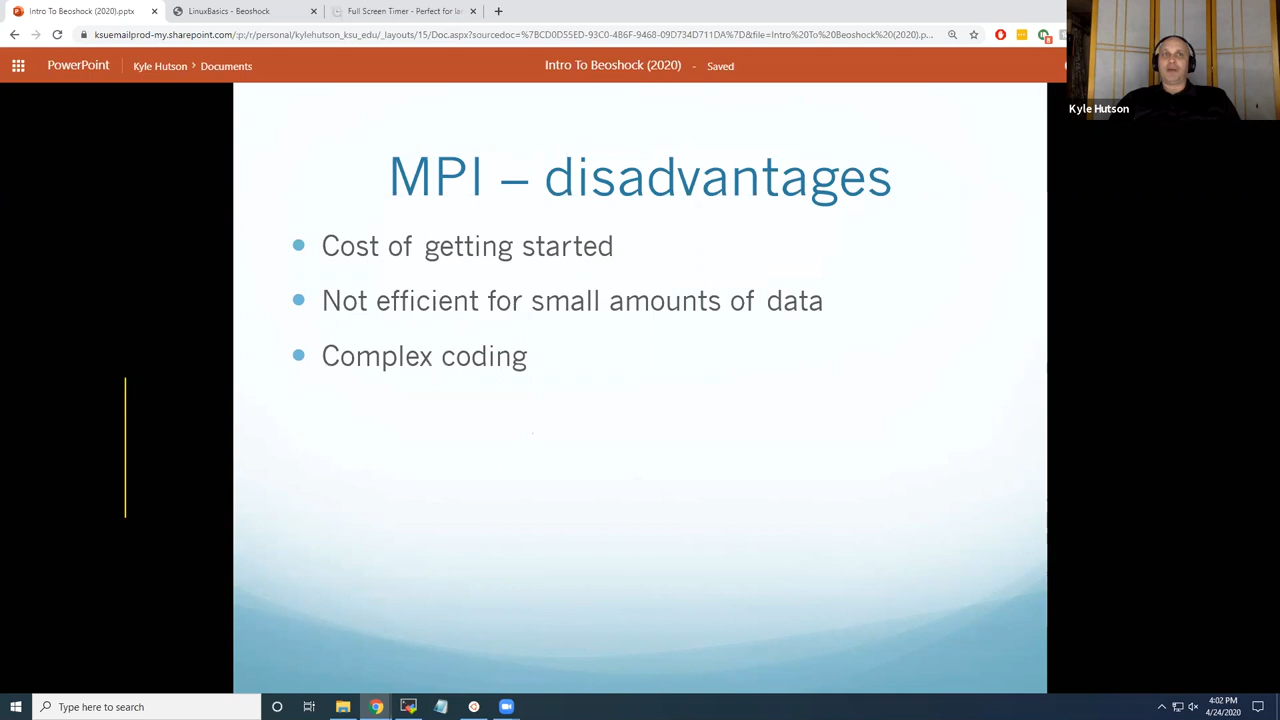 Intro To Beoshock (2020).pptx
LinuxBasics - Beoshock
Full Screen Timer - Perfect for la
ksuemailprod-my.sharepoint.com/:p:/r/personal/kylehutson_ksu_edu/_layouts/15/Doc.aspx?sourcedoc=%7BCD0D55ED-93C0-4B6F-9468-09D734D711DA%7D&file=Intro%20To%20Beoshock%20(2020).p...
PowerPoint
Kyle Hutson > Documents
Intro To Beoshock (2020) - Saved
Kyle Hutson
MPI – disadvantages
• Cost of getting started
• Not efficient for small amounts of data
• Complex coding
Type here to search
4:02 PM
4/24/2020